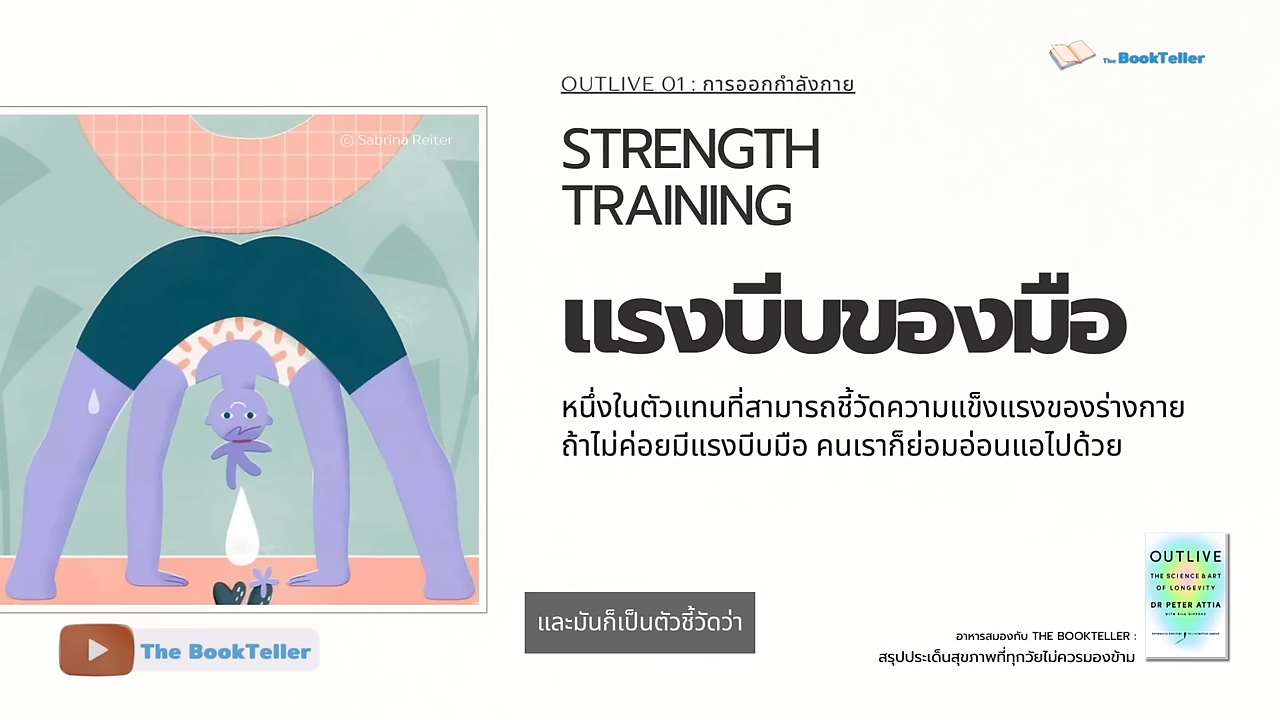 The BookTeller
OUTLIVE 01 : การออกกำลังกาย
© Sabrina Reiter
STRENGTH
TRAINING
แรงบีบของมือ
หนึ่งในตัวแทนที่สามารถชี้วัดความแข็งแรงของร่างกาย
ถ้าไม่ค่อยมีแรงบีบมือ คนเราก็ย่อมอ่อนแอไปด้วย
และมันก็เป็นตัวชี้วัดว่า
The BookTeller
อาหารสมองกับ THE BOOKTELLER :
สรุปประเด็นสุขภาพที่ทุกวัยไม่ควรมองข้าม
OUTLIVE
THE SCIENCE & ART
OF LONGEVITY
DR PETER ATTIA